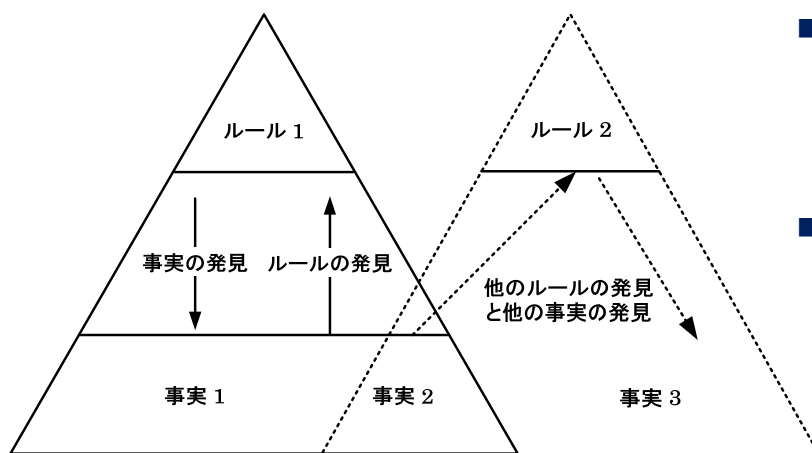 ルール 1
ルール 2
事実の発見
ルールの発見
他のルールの発見
と他の事実の発見
事実 1
事実 2
事実 3